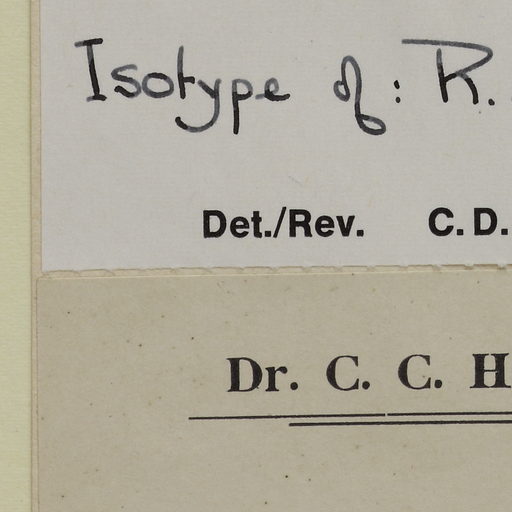 Isotype of: R.
Det./Rev. C. D.
Dr. C. C. H